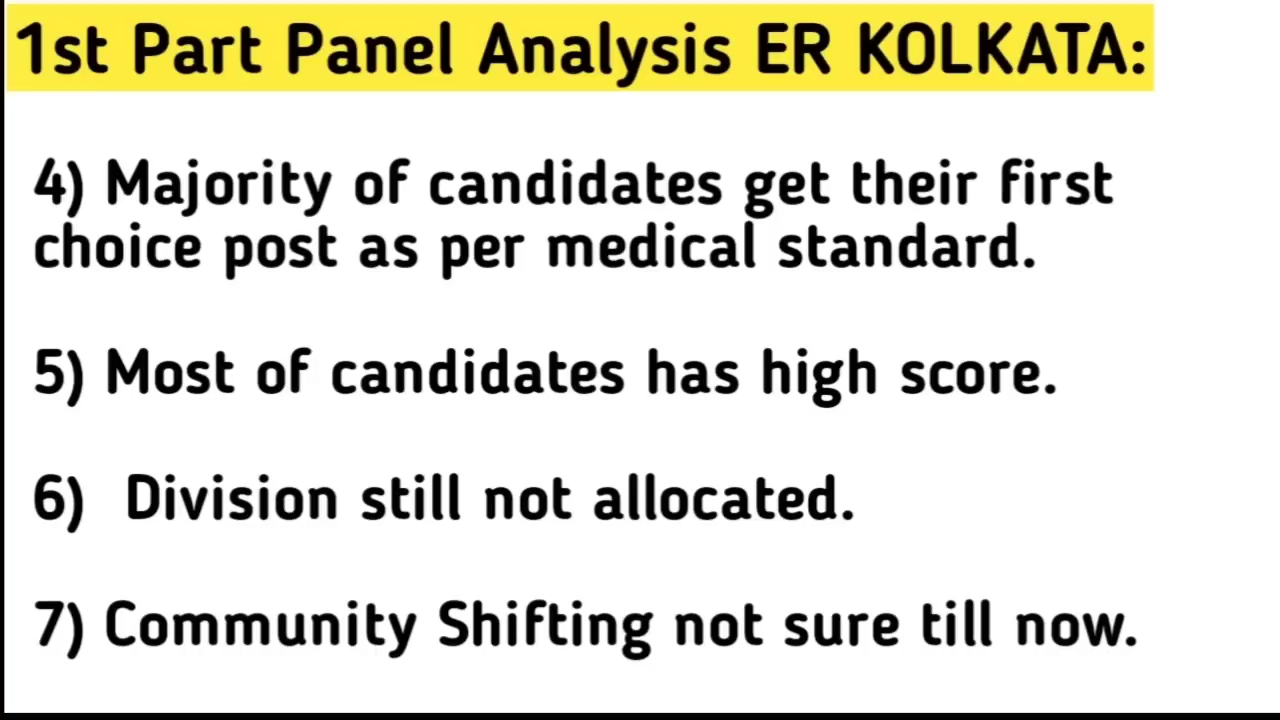 1st Part Panel Analysis ER KOLKATA:
4) Majority of candidates get their first
choice post as per medical standard.
5) Most of candidates has high score.
6) Division still not allocated.
7) Community Shifting not sure till now.